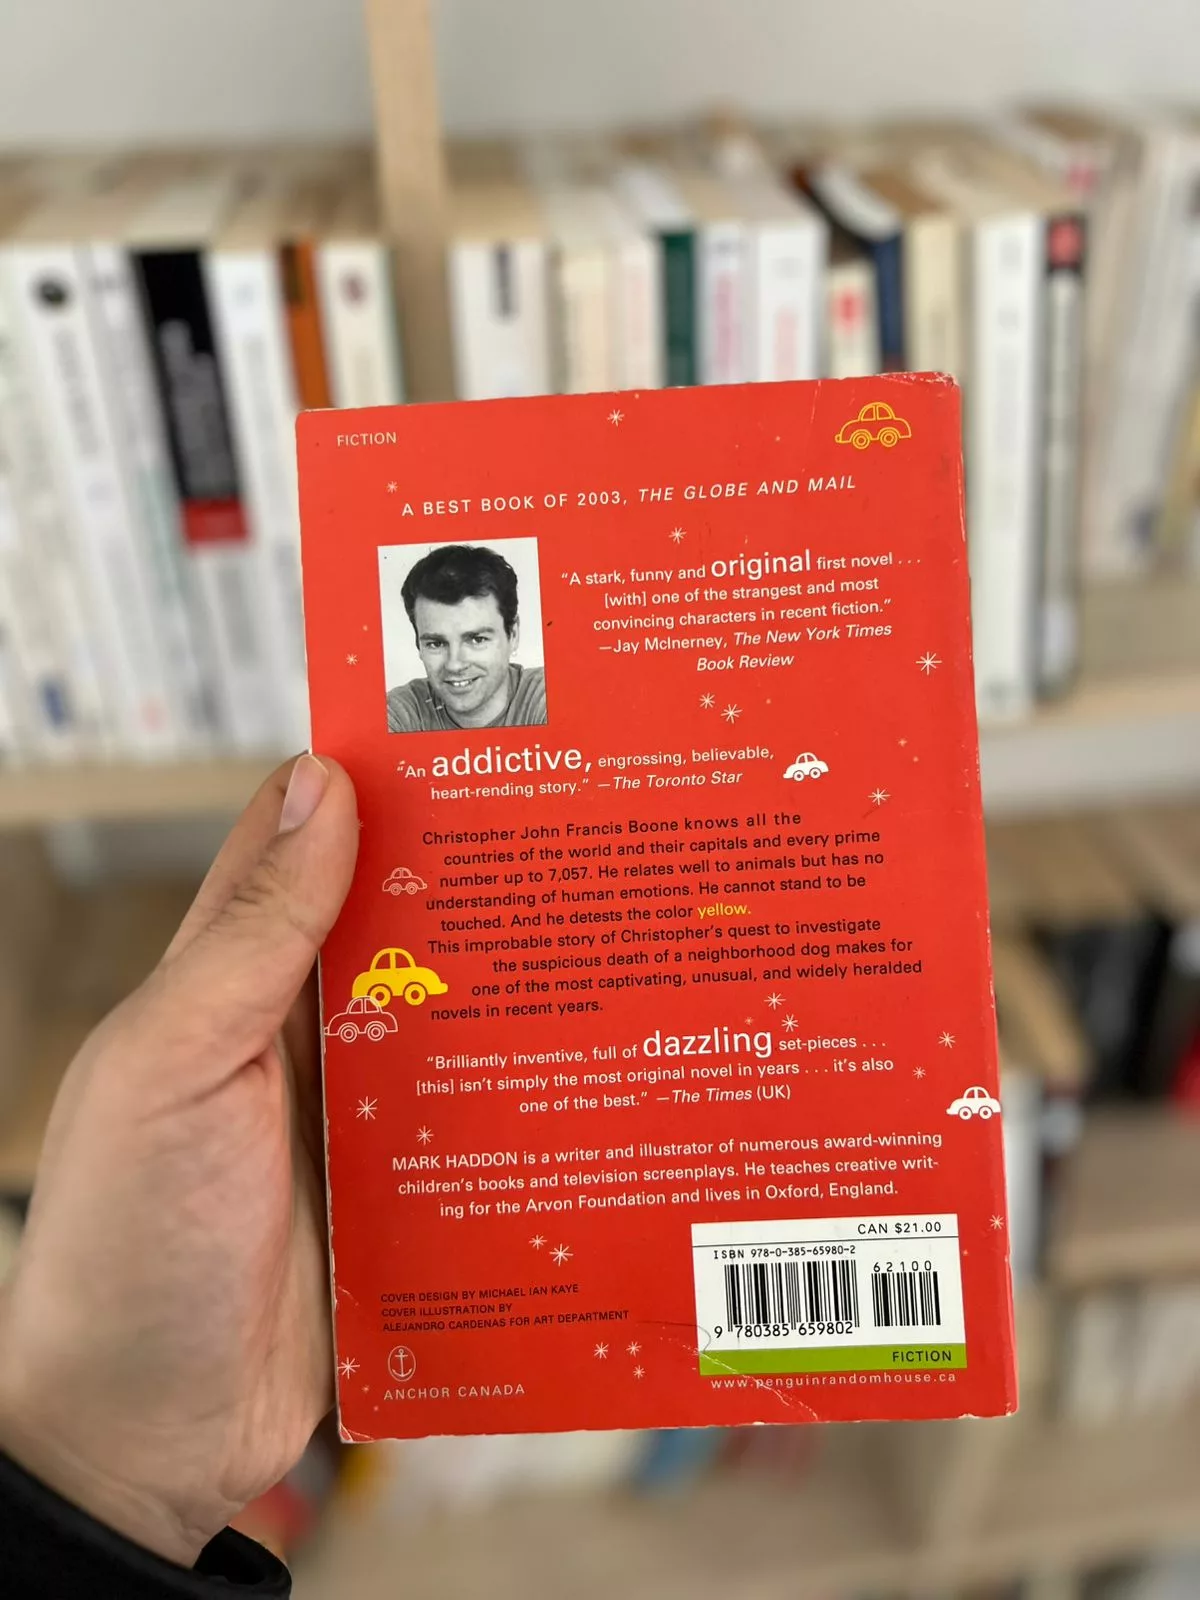 FICTION
A BEST BOOK OF 2003, THE GLOBE AND MAIL
“A stark, funny and original first novel . . .
[with] one of the strangest and most
convincing characters in recent fiction.”
—Jay McInerney, The New York Times
Book Review
“An addictive, engrossing, believable,
heart-rending story.” —The Toronto Star
Christopher John Francis Boone knows all the
countries of the world and their capitals and every prime
number up to 7,057. He relates well to animals but has no
understanding of human emotions. He cannot stand to be
touched. And he detests the color yellow.
This improbable story of Christopher’s quest to investigate
the suspicious death of a neighborhood dog makes for
one of the most captivating, unusual, and widely heralded
novels in recent years.
“Brilliantly inventive, full of dazzling set-pieces . . .
[this] isn’t simply the most original novel in years . . . it’s also
one of the best.” —The Times (UK)
MARK HADDON is a writer and illustrator of numerous award-winning
children’s books and television screenplays. He teaches creative writ-
ing for the Arvon Foundation and lives in Oxford, England.
CAN $21.00
ISBN 978-0-385-65980-2
62100
9 780385 659802
FICTION
www.penguinrandomhouse.ca
COVER DESIGN BY MICHAEL IAN KAYE
COVER ILLUSTRATION BY
ALEJANDRO CARDENAS FOR ART DEPARTMENT
ANCHOR CANADA